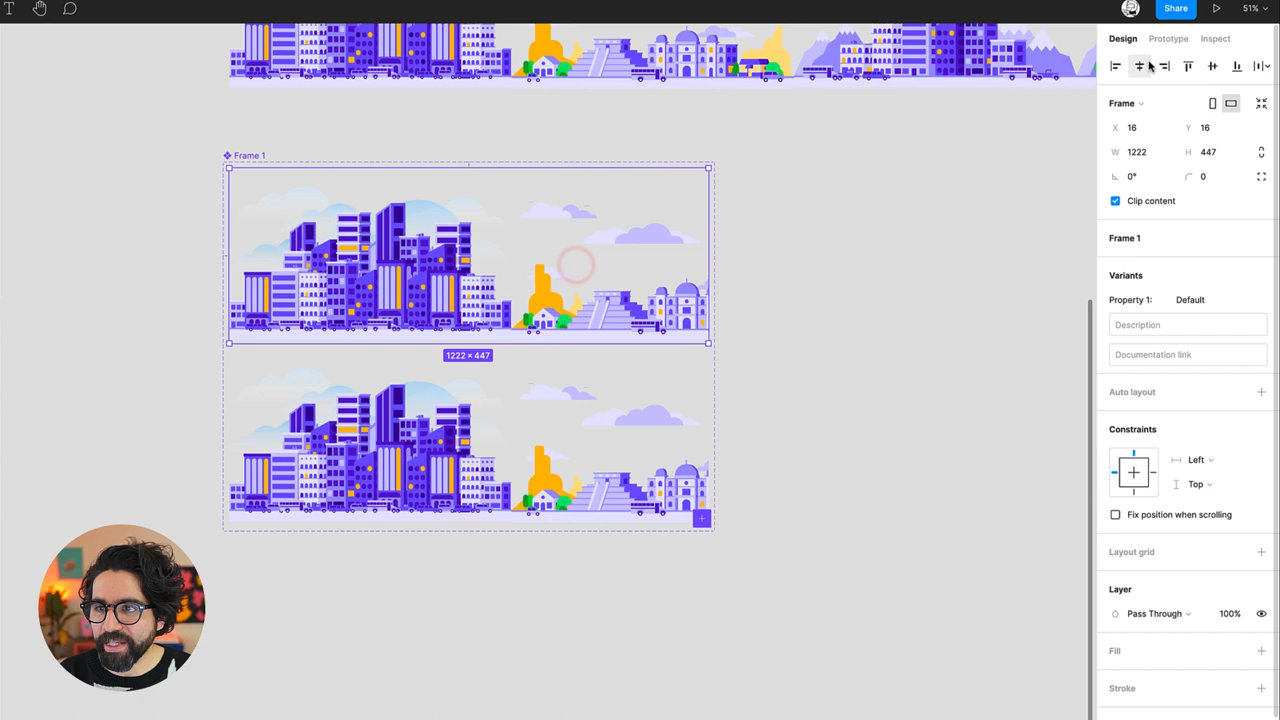 Share
51%
Design Prototype Inspect
Frame
X 16 Y 16
W 1222 H 447
0° 0
Clip content
Frame 1
Variants
Property 1: Default
Description
Documentation link
Auto layout
Constraints
Left
Top
Fix position when scrolling
Layout grid
Layer
Pass Through 100%
Fill
Stroke
Frame 1
1222 × 447